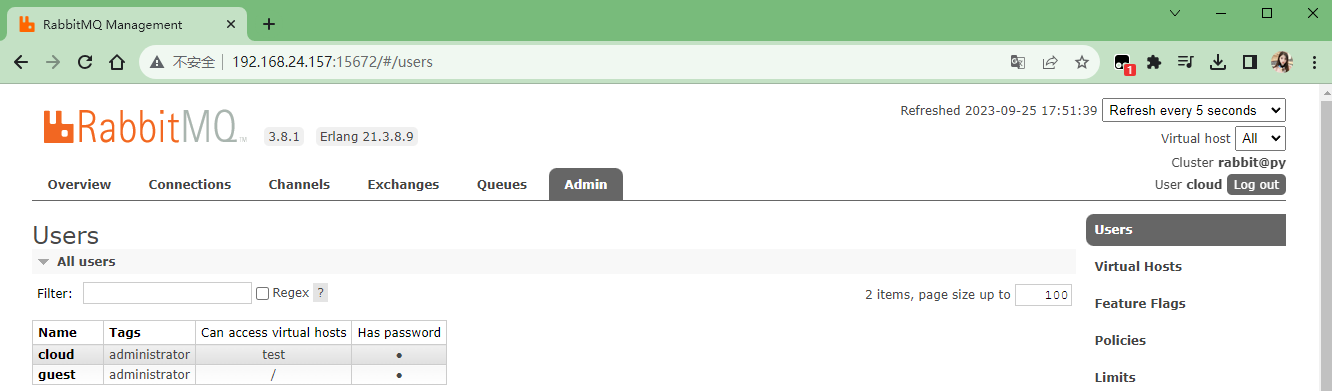 RabbitMQ Management
不安全 192.168.24.157:15672/#/users
1
RabbitMQ TM 3.8.1 Erlang 21.3.8.9
Refreshed 2023-09-25 17:51:39 Refresh every 5 seconds
Virtual host All
Cluster rabbit@py
User cloud Log out
Overview Connections Channels Exchanges Queues Admin
Users
All users
Filter: Regex ?
2 items, page size up to 100
Name Tags Can access virtual hosts Has password
cloud administrator test ●
guest administrator / ●
Users
Virtual Hosts
Feature Flags
Policies
Limits